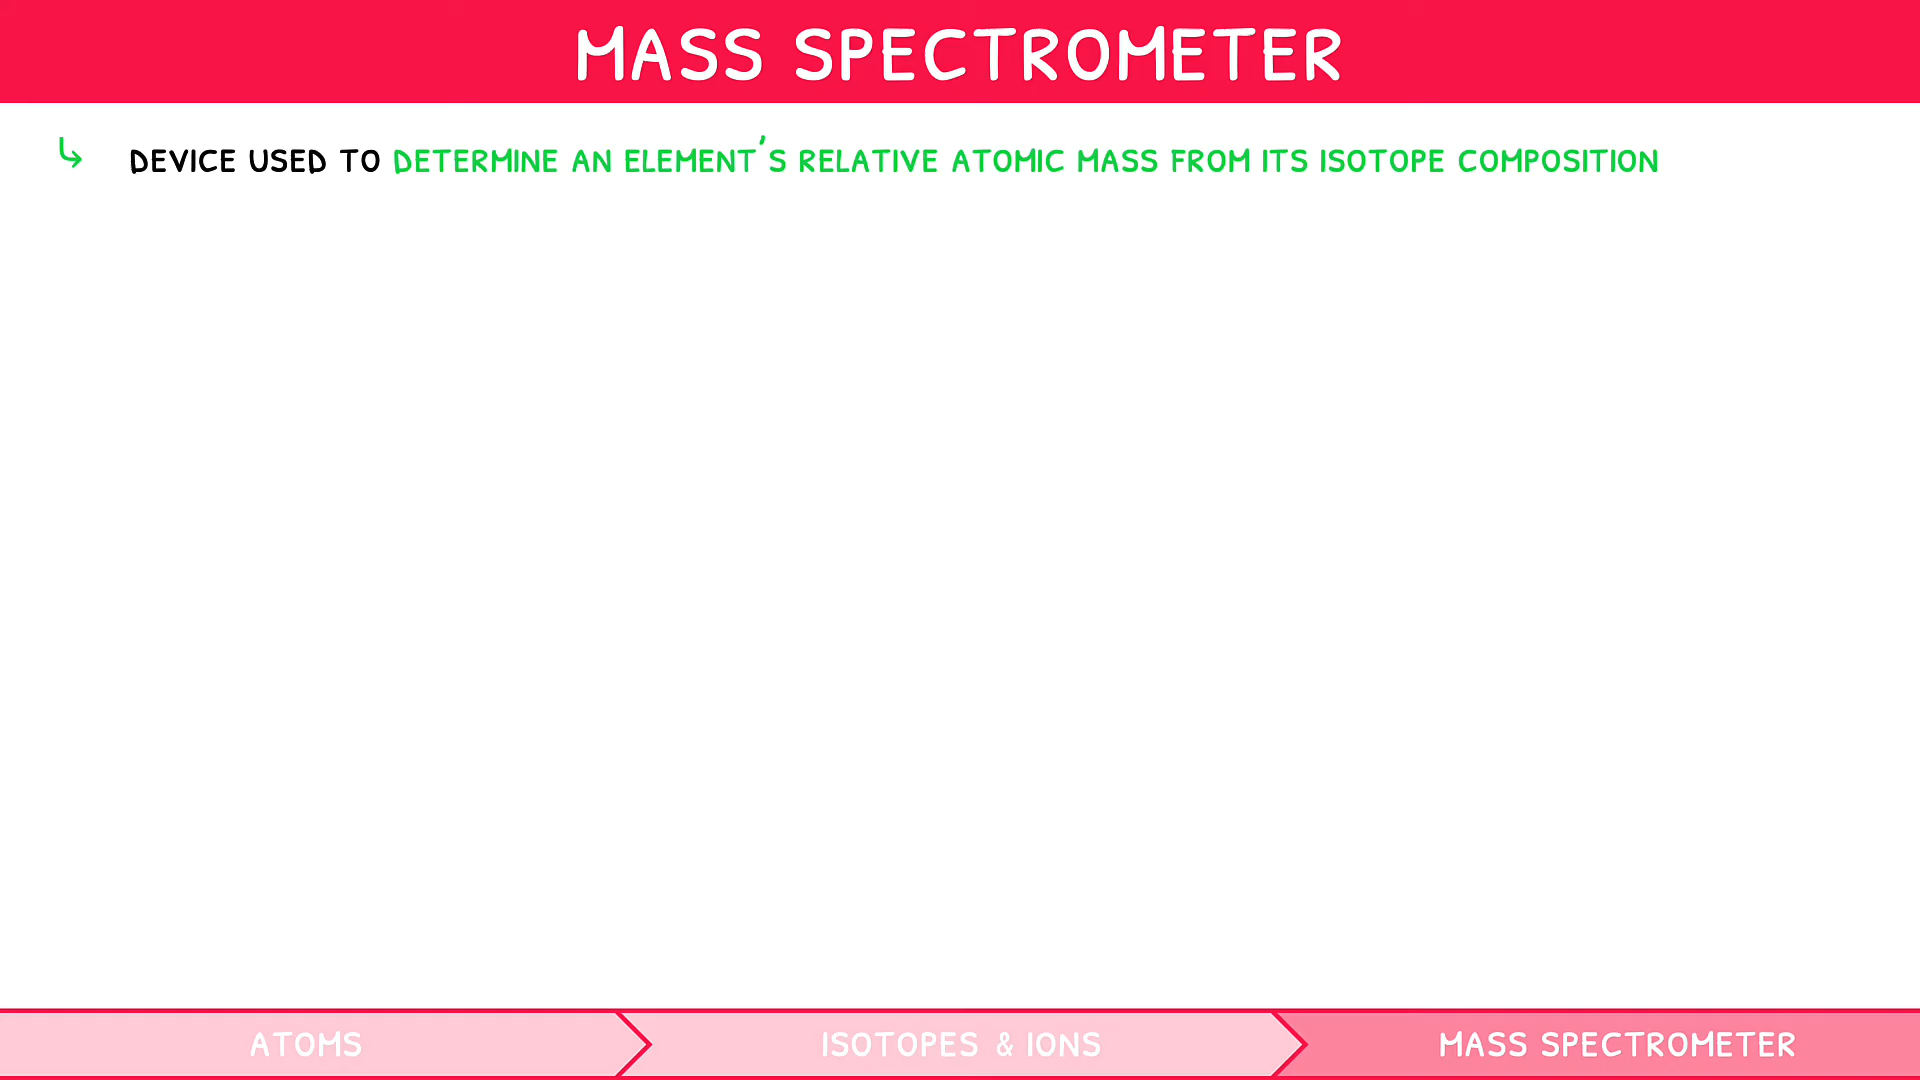 MASS SPECTROMETER
DEVICE USED TO DETERMINE AN ELEMENT'S RELATIVE ATOMIC MASS FROM ITS ISOTOPE COMPOSITION
ATOMS
ISOTOPES & IONS
MASS SPECTROMETER